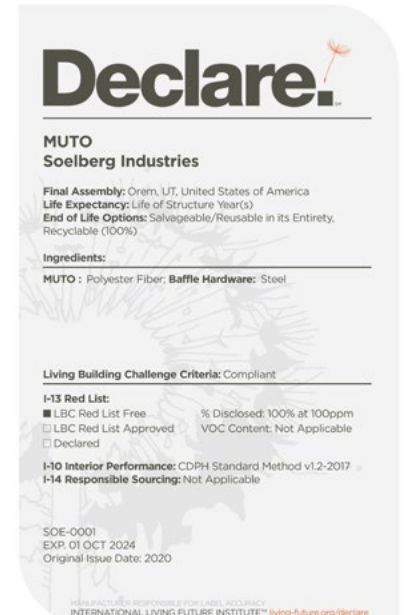 Declare.
MUTO
Soelberg Industries
Final Assembly: Orem, UT, United States of America
Life Expectancy: Life of Structure Year(s)
End of Life Options: Salvageable/Reusable in its Entirety,
Recyclable (100%)
Ingredients:
MUTO : Polyester Fiber; Baffle Hardware: Steel
Living Building Challenge Criteria: Compliant
I-13 Red List:
■ LBC Red List Free % Disclosed: 100% at 100ppm
□ LBC Red List Approved VOC Content: Not Applicable
□ Declared
I-10 Interior Performance: CDPH Standard Method v1.2-2017
I-14 Responsible Sourcing: Not Applicable
SOE-0001
EXP. 01 OCT 2024
Original Issue Date: 2020
MANUFACTURER RESPONSIBLE FOR LABEL ACCURACY
INTERNATIONAL LIVING FUTURE INSTITUTE™ living-future.org/declare